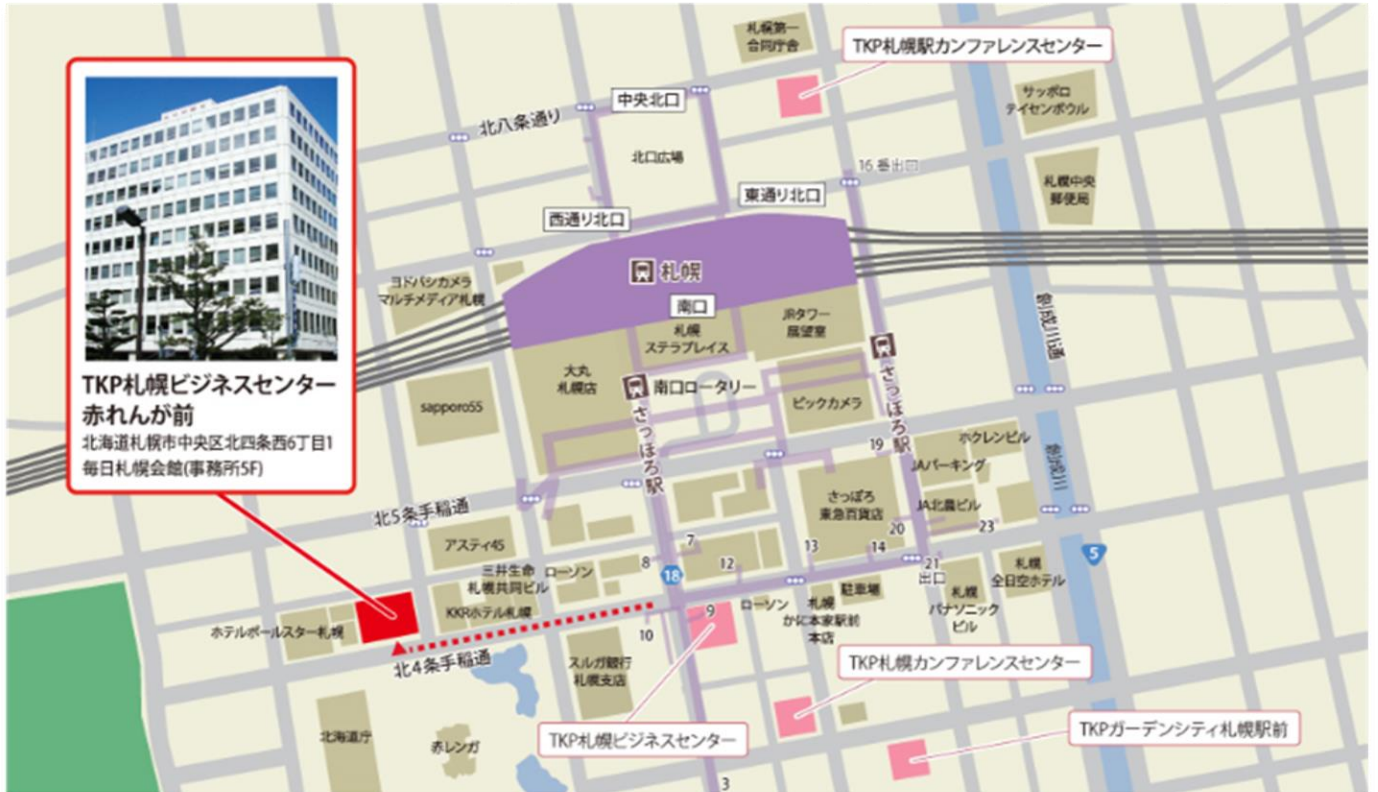 札幌第一
合同庁舎
TKP札幌駅カンファレンスセンター
サッポロ
テイセンボウル
中央北口
北八条通り
北口広場
16番出口
札幌中央
郵便局
東通り北口
西通り北口
札幌
ヨドバシカメラ
マルチメディア札幌
南口
札幌
ステラプレイス
JRタワー
展望室
創成川通
大丸
札幌店
南口ロータリー
さっぽろ駅
さっぽろ駅
ビックカメラ
sapporo55
TKP札幌ビジネスセンター
赤れんが前
北海道札幌市中央区北四条西6丁目1
毎日札幌会館(事務所5F)
19
ホクレンビル
JAパーキング
創成川
北5条手稲通
さっぽろ
東急百貨店
JA北農ビル
20
23
アスティ45
7
8
12
13
14
21
出口
5
18
三井生命
札幌共同ビル
ローソン
札幌
全日空ホテル
KKRホテル札幌
駐車場
札幌
パナソニック
ビル
9
ローソン
札幌
かに本家駅前
本店
ホテルポールスター札幌
10
北4条手稲通
スルガ銀行
札幌支店
TKP札幌カンファレンスセンター
北海道庁
赤レンガ
TKP札幌ビジネスセンター
TKPガーデンシティ札幌駅前
3